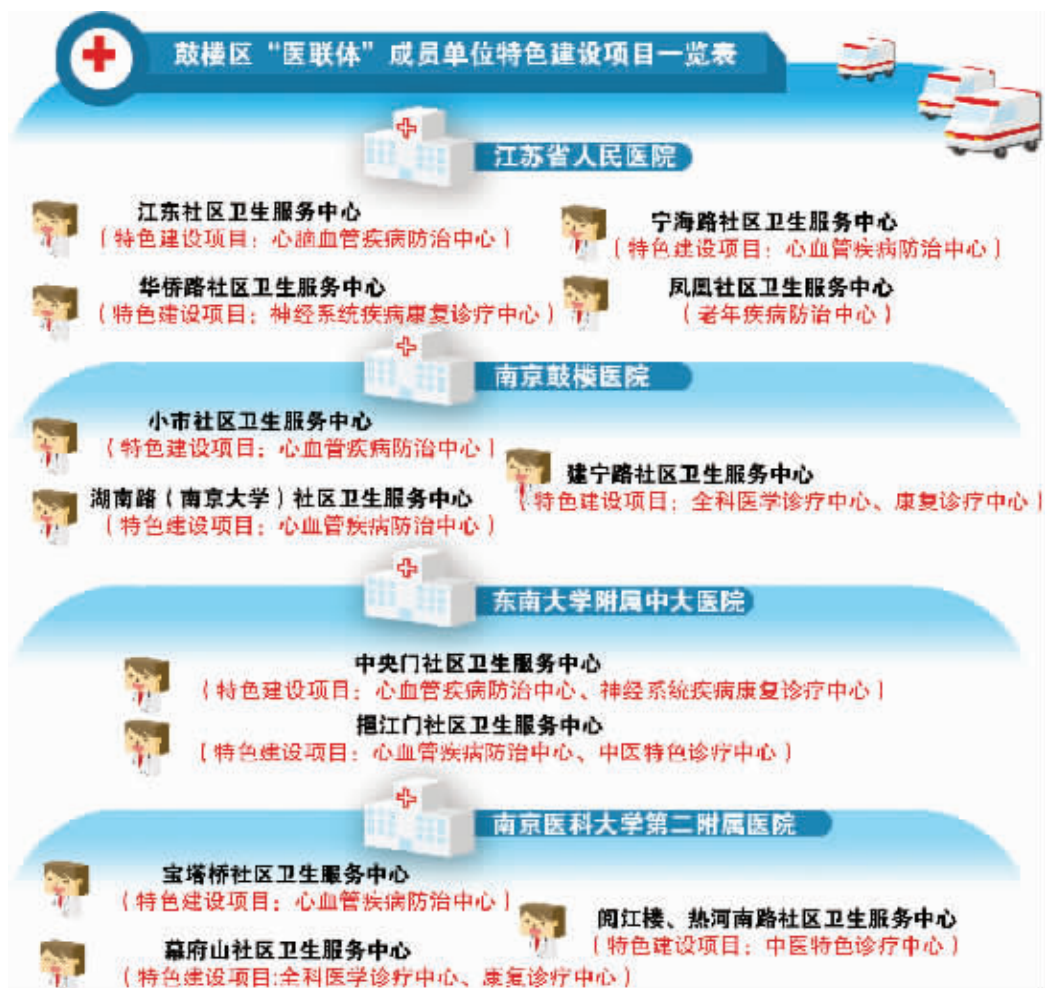 鼓楼区“医联体”成员单位特色建设项目一览表
江苏省人民医院
江东社区卫生服务中心
(特色建设项目：心脑血管疾病防治中心)
宁海路社区卫生服务中心
(特色建设项目：心血管疾病防治中心)
华侨路社区卫生服务中心
(特色建设项目：神经系统疾病康复诊疗中心)
凤凰社区卫生服务中心
(老年疾病防治中心)
南京鼓楼医院
小市社区卫生服务中心
(特色建设项目：心血管疾病防治中心)
建宁路社区卫生服务中心
(特色建设项目：全科医学诊疗中心、康复诊疗中心)
湖南路(南京大学)社区卫生服务中心
(特色建设项目：心血管疾病防治中心)
东南大学附属中大医院
中央门社区卫生服务中心
(特色建设项目：心血管疾病防治中心、神经系统疾病康复诊疗中心)
挹江门社区卫生服务中心
(特色建设项目：心血管疾病防治中心、中医特色诊疗中心)
南京医科大学第二附属医院
宝塔桥社区卫生服务中心
(特色建设项目：心血管疾病防治中心)
阅江楼、热河南路社区卫生服务中心
(特色建设项目：中医特色诊疗中心)
幕府山社区卫生服务中心
(特色建设项目:全科医学诊疗中心、康复诊疗中心)